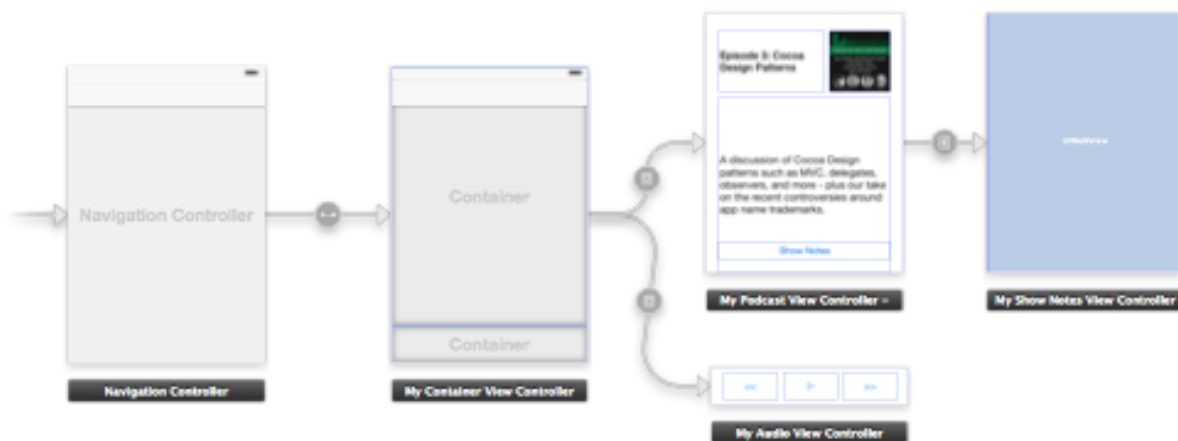 Navigation Controller
Navigation Controller
Container
Container
My Container View Controller
Episode 3: Cocoa
Design Patterns
A discussion of Cocoa Design
patterns such as MVC, delegates,
observers, and more - plus our take
on the recent controversies around
app name trademarks.
Show Notes
My Podcast View Controller -
<<
>>
My Audio View Controller
UIWebView
My Show Notes View Controller